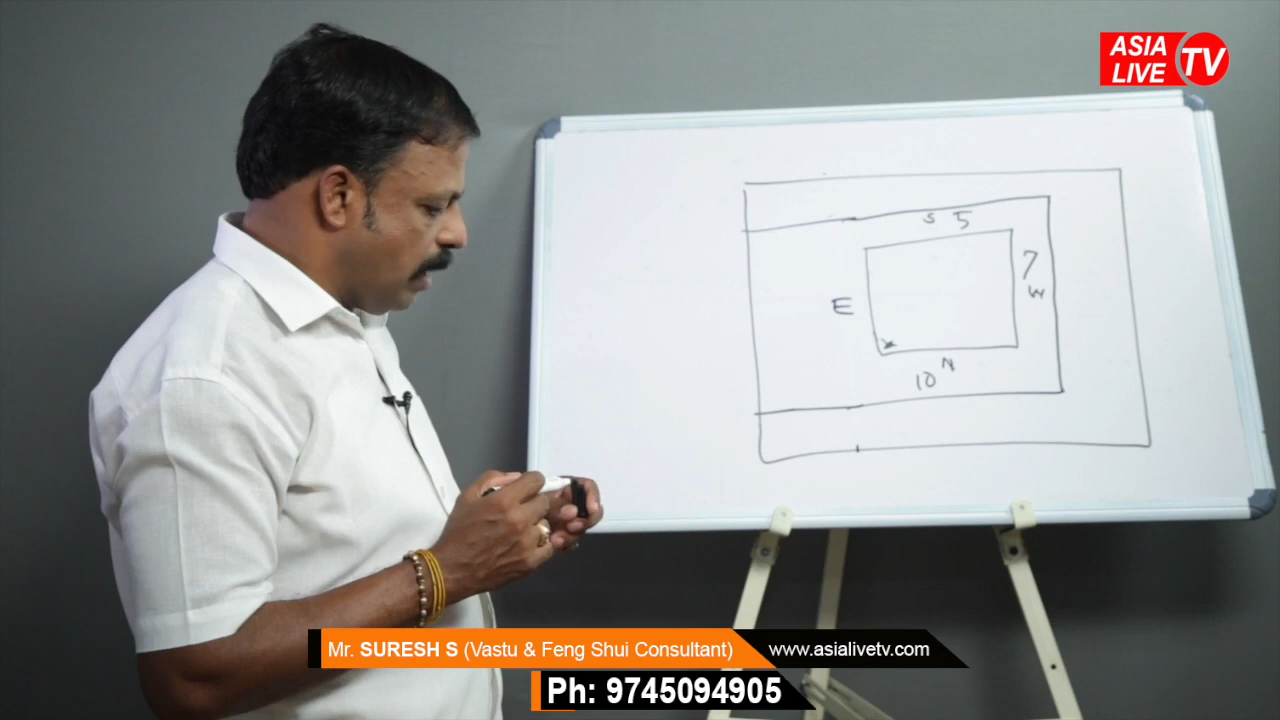 ASIA
LIVE TV
S 5
7
E
W
N
10
Mr. SURESH S (Vastu & Feng Shui Consultant)
www.asialivetv.com
Ph: 9745094905